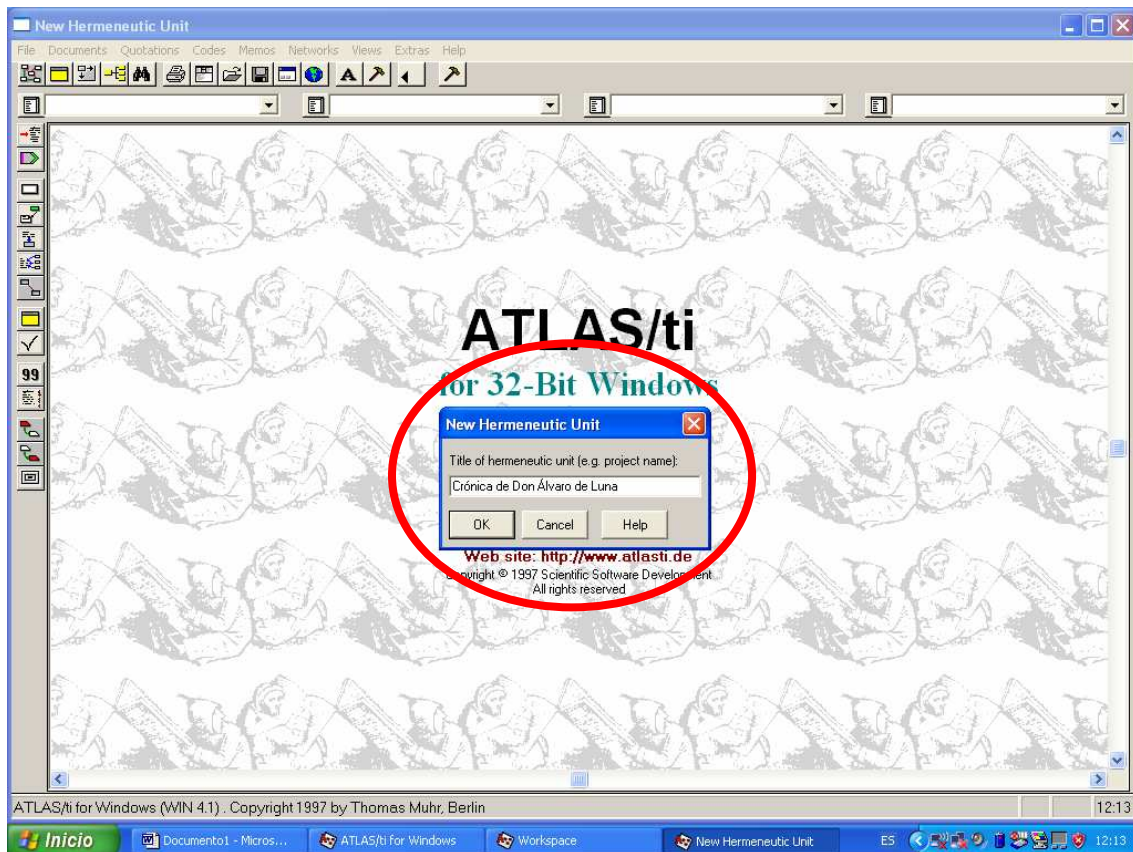 New Hermeneutic Unit
File Documents Quotations Codes Memos Networks Views Extras Help
A
99
ATLAS/ti
for 32-Bit Windows
New Hermeneutic Unit
Title of hermeneutic unit (e.g. project name):
Crónica de Don Álvaro de Luna
OK Cancel Help
Web site: http://www.atlasti.de
Copyright © 1997 Scientific Software Development
All rights reserved
ATLAS/ti for Windows (WIN 4.1) . Copyright 1997 by Thomas Muhr, Berlin 12:13
Inicio Documento1 - Micros... ATLAS/ti for Windows Workspace New Hermeneutic Unit ES 12:13